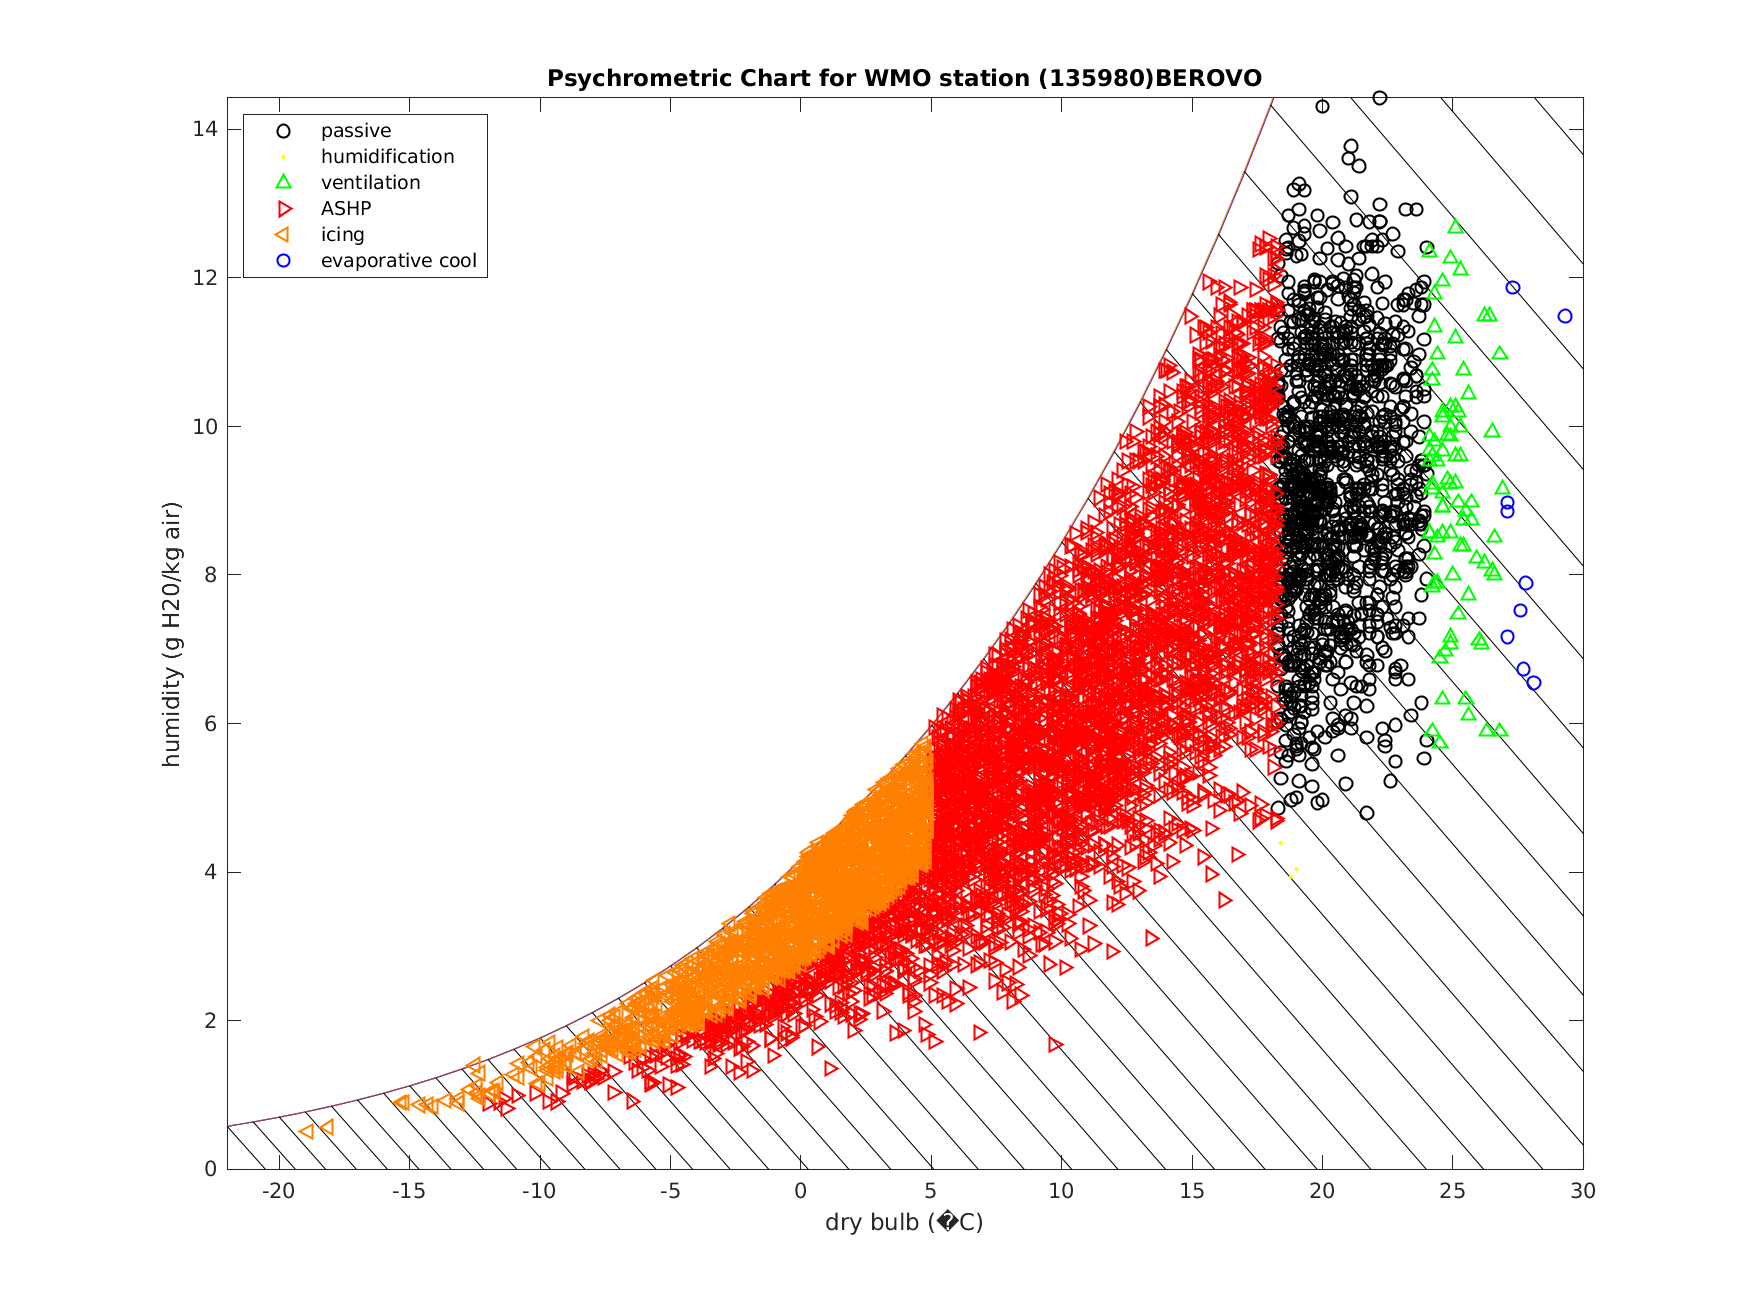 Psychrometric Chart for WMO station (135980)BEROVO
passive
humidification
ventilation
ASHP
icing
evaporative cool
humidity (g H20/kg air)
14
12
10
8
6
4
2
0
-20 -15 -10 -5 0 5 10 15 20 25 30
dry bulb (�C)